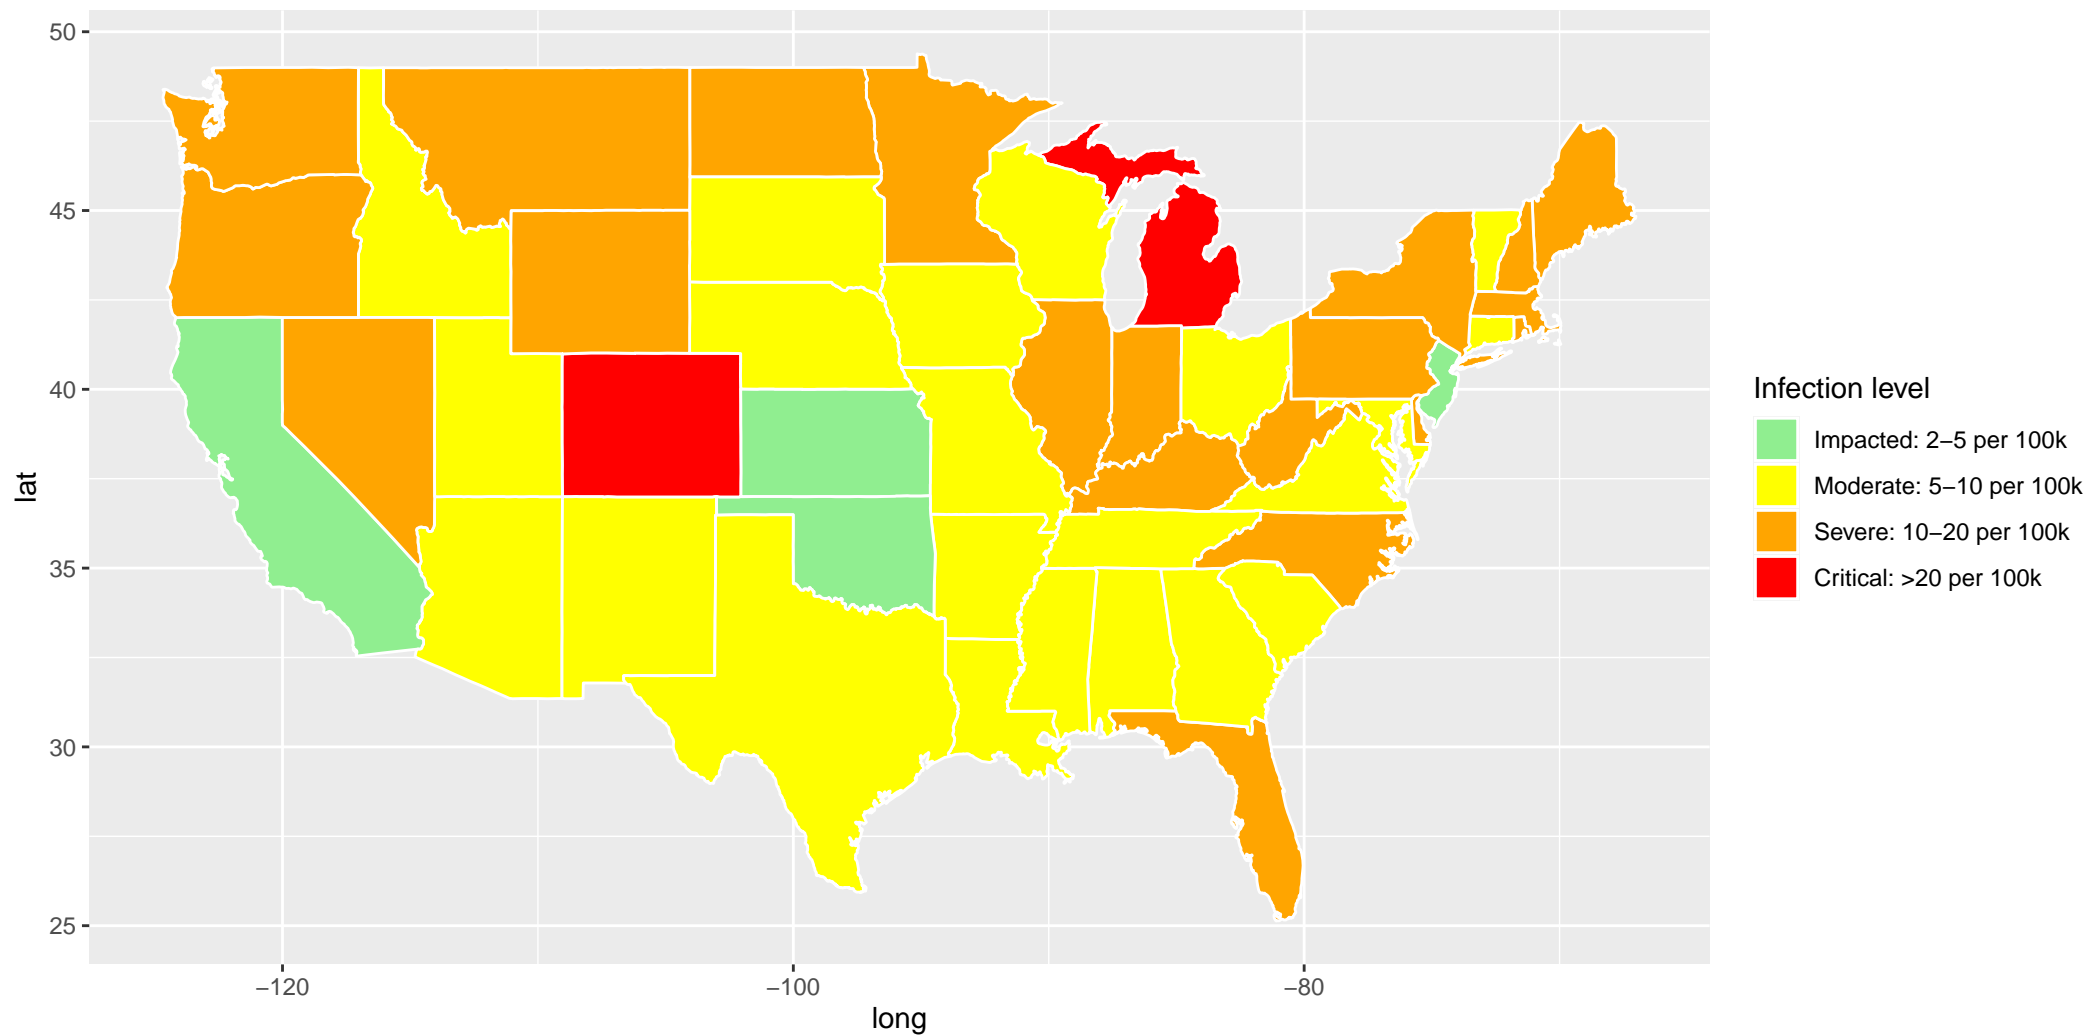 50
45
40
35
30
25
lat
−120
−100
−80
long
Infection level
Impacted: 2−5 per 100k
Moderate: 5−10 per 100k
Severe: 10−20 per 100k
Critical: >20 per 100k